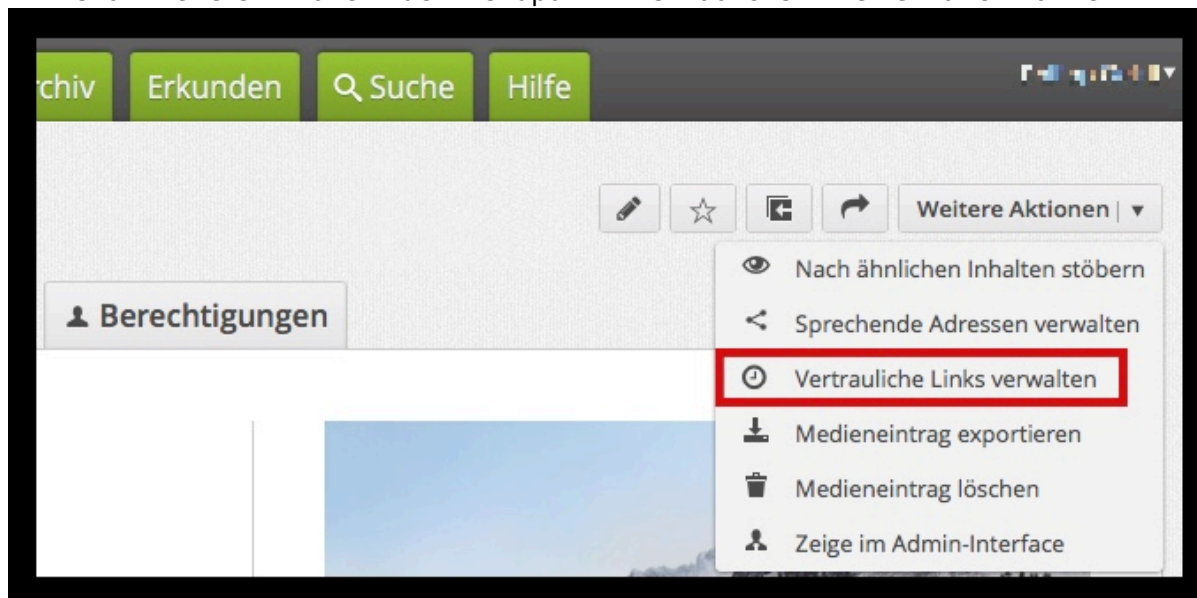 rchiv Erkunden Suche Hilfe
Weitere Aktionen
Nach ähnlichen Inhalten stöbern
Berechtigungen
Sprechende Adressen verwalten
Vertrauliche Links verwalten
Medieneintrag exportieren
Medieneintrag löschen
Zeige im Admin-Interface